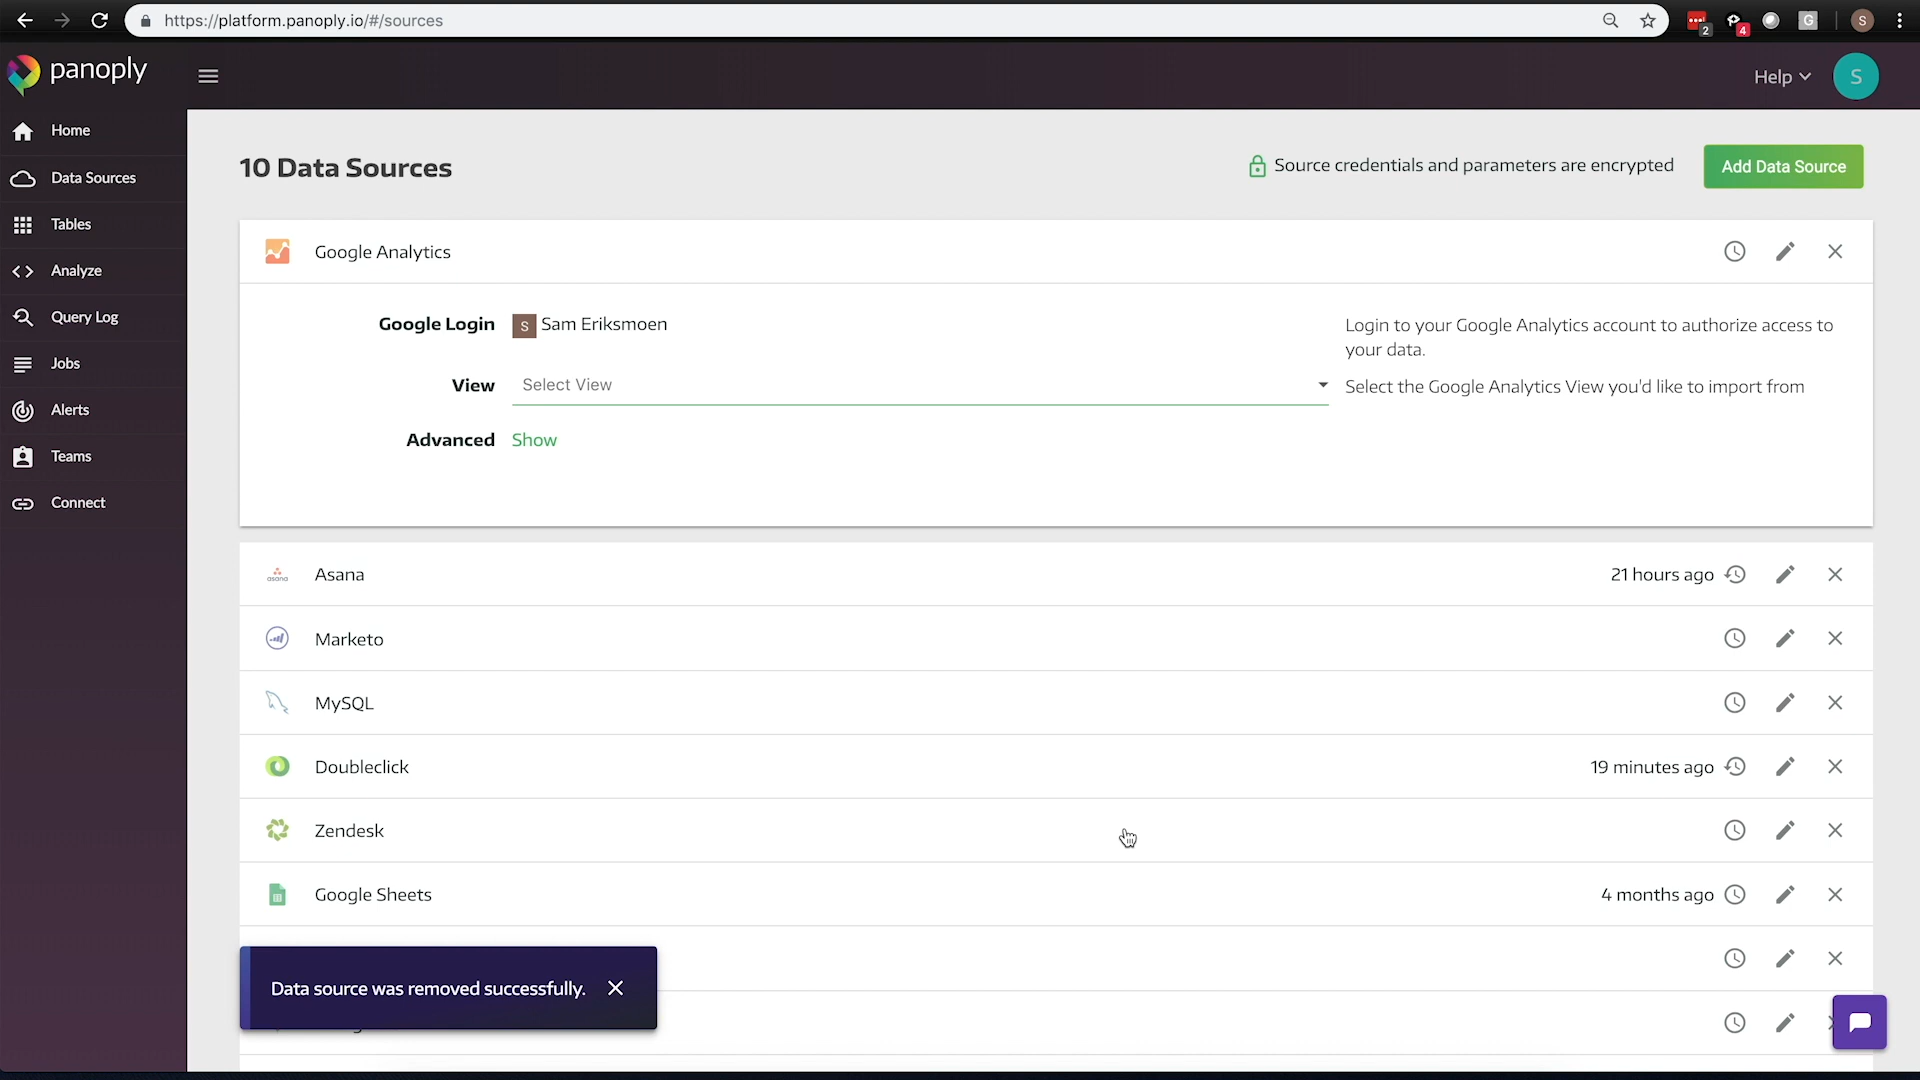 https://platform.panoply.io/#/sources
2
4
G
S
panoply
Help
S
Home
Data Sources
Tables
Analyze
Query Log
Jobs
Alerts
Teams
Connect
10 Data Sources
Source credentials and parameters are encrypted
Add Data Source
Google Analytics
Google Login
S
Sam Eriksmoen
Login to your Google Analytics account to authorize access to
your data.
View
Select View
Select the Google Analytics View you'd like to import from
Advanced
Show
asana
Asana
21 hours ago
Marketo
MySQL
Doubleclick
19 minutes ago
Zendesk
Google Sheets
4 months ago
Data source was removed successfully.